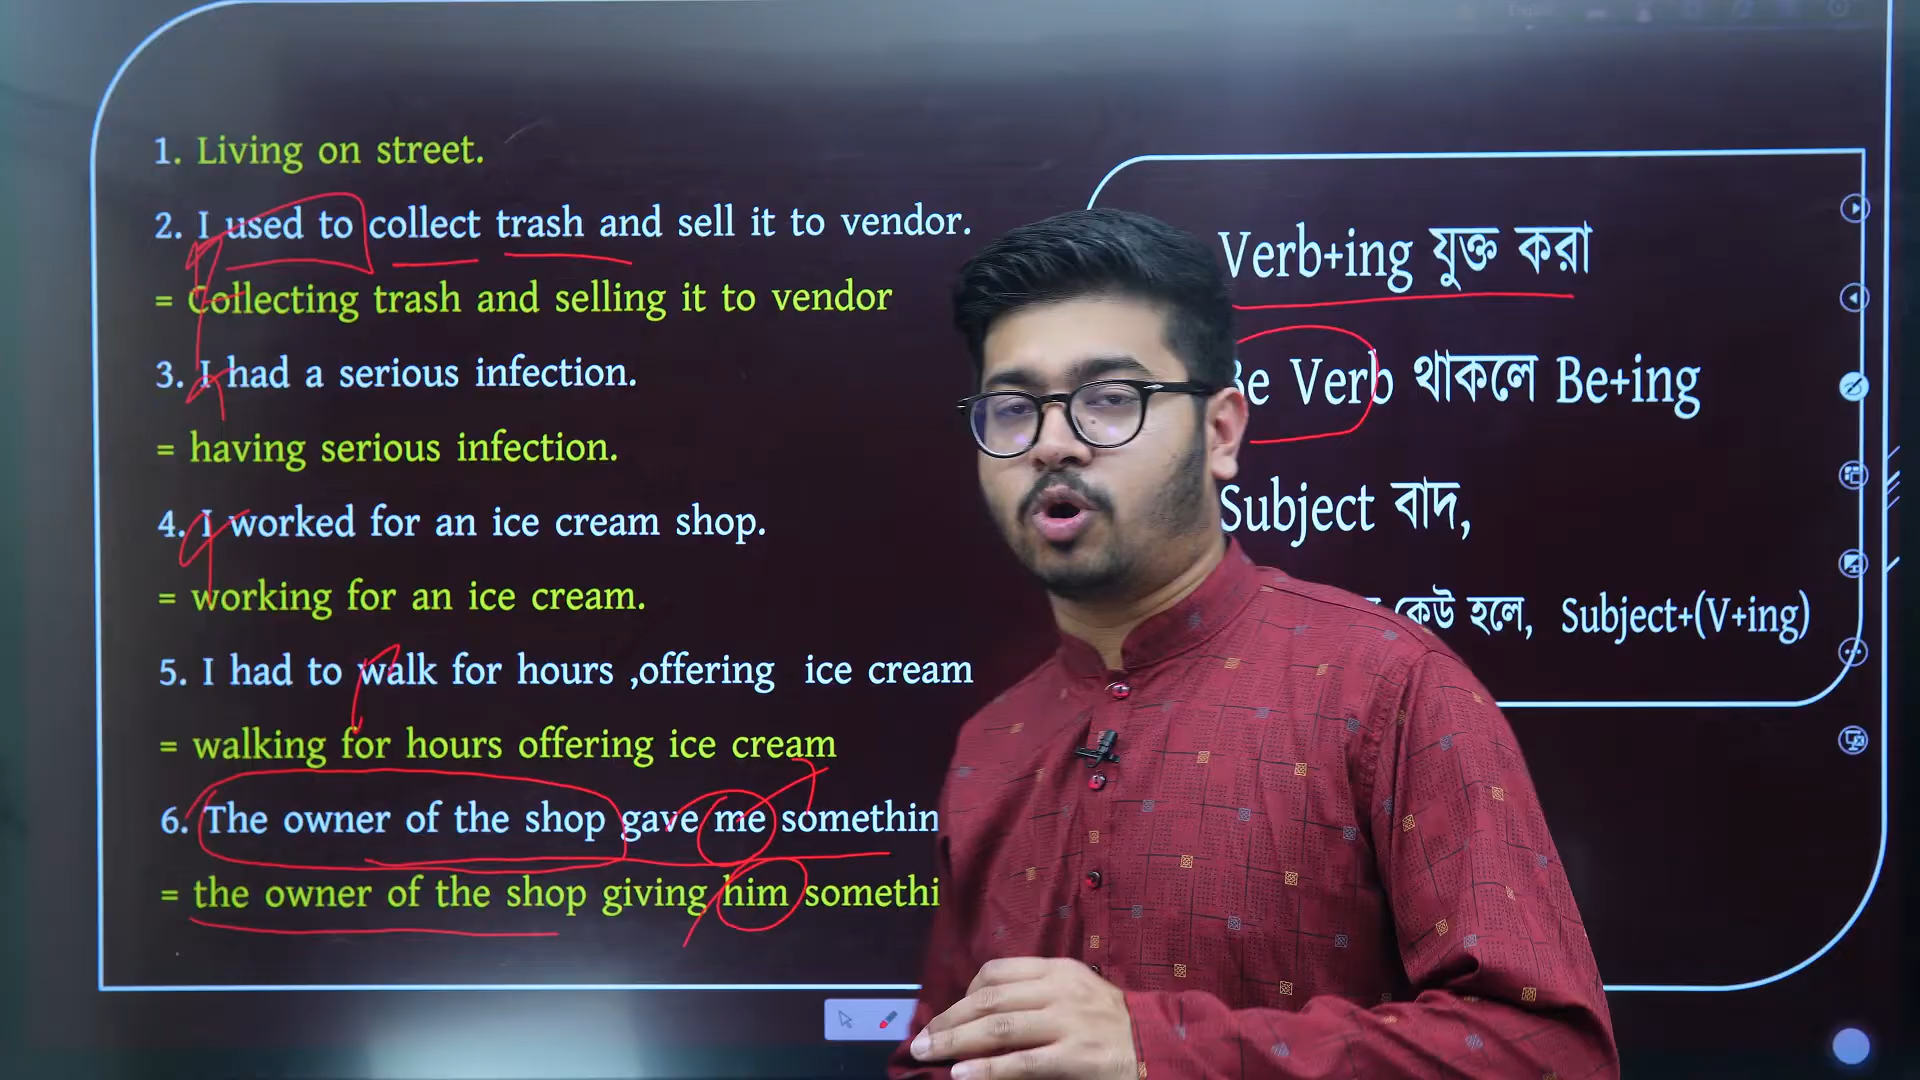 1. Living on street.
2. I used to collect trash and sell it to vendor.
= Collecting trash and selling it to vendor
3. I had a serious infection.
= having serious infection.
4. I worked for an ice cream shop.
= working for an ice cream.
5. I had to walk for hours ,offering ice cream
= walking for hours offering ice cream
6. The owner of the shop gave me somethin
= the owner of the shop giving him somethi
Verb+ing যুক্ত করা
Be Verb থাকলে Be+ing
Subject বাদ,
কেউ হলে, Subject+(V+ing)